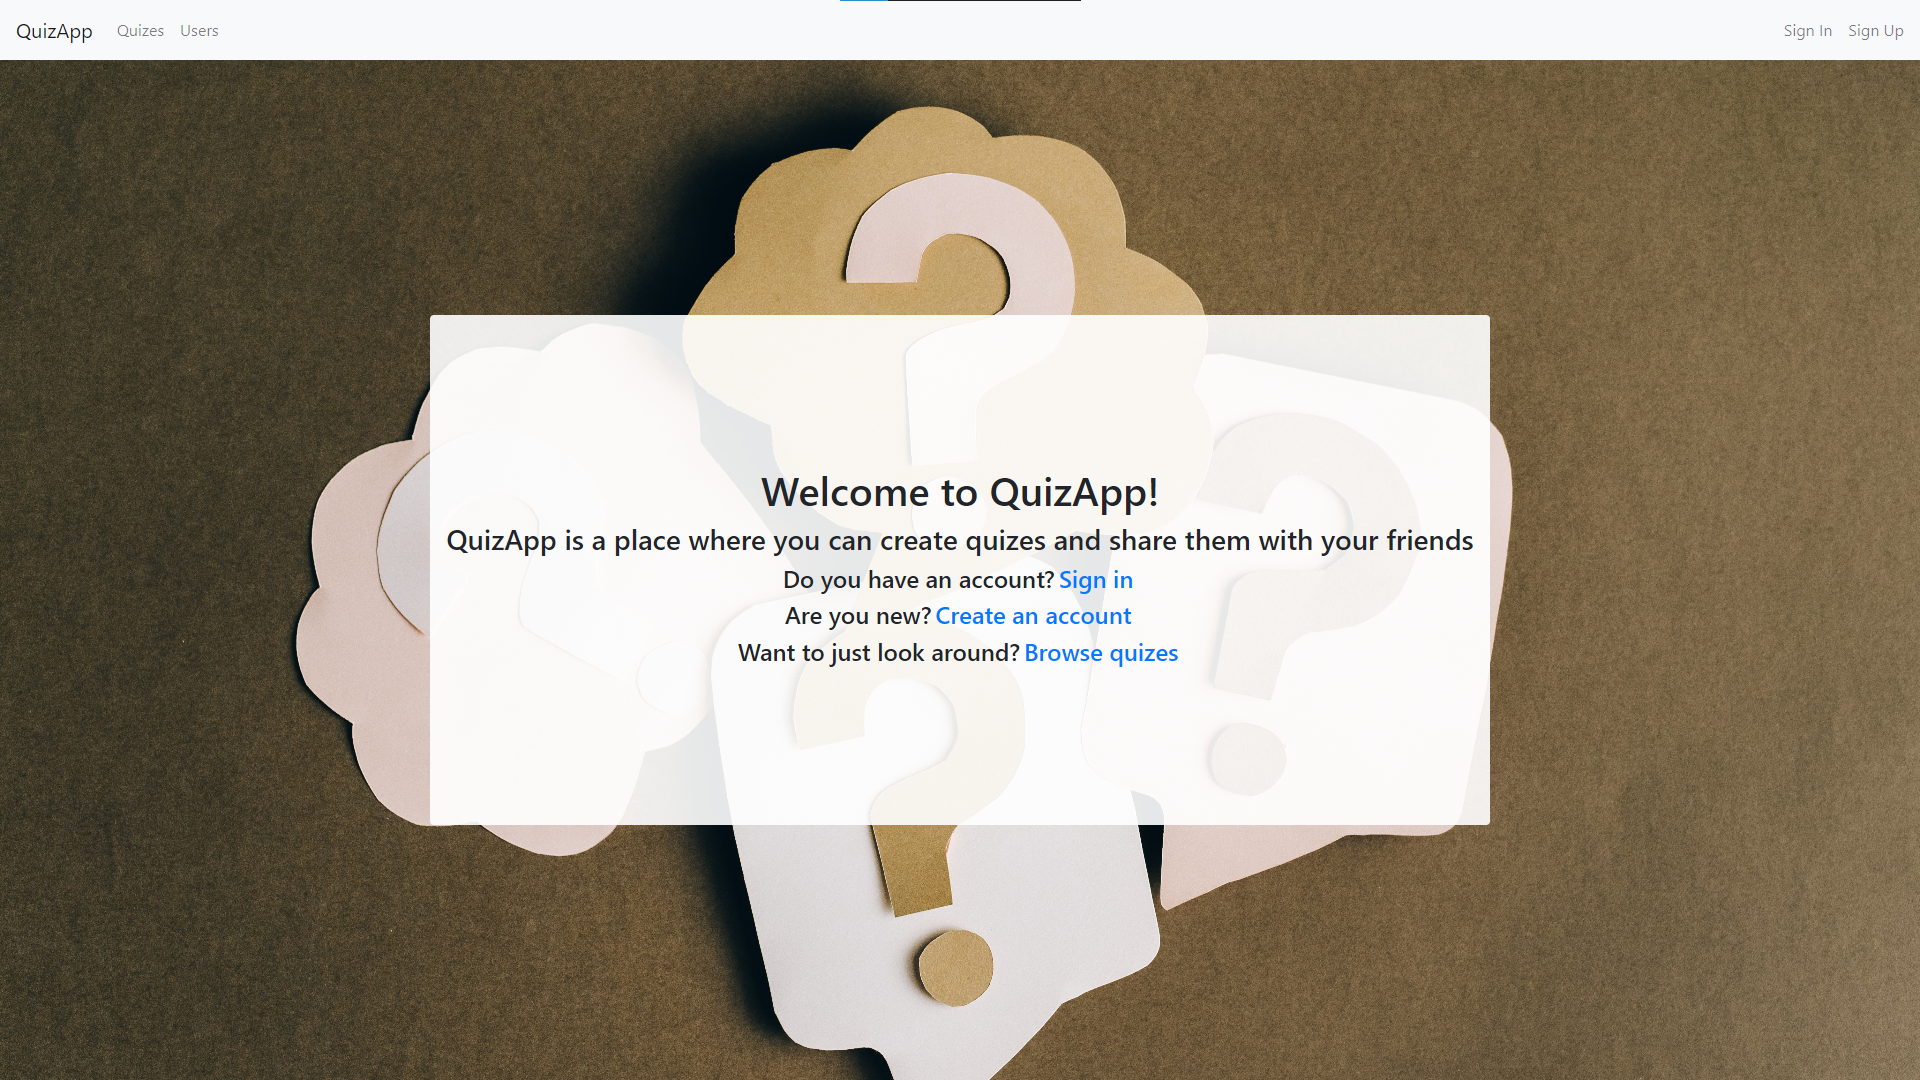 QuizApp Quizes Users Sign In Sign Up
Welcome to QuizApp!
QuizApp is a place where you can create quizes and share them with your friends
Do you have an account? Sign in
Are you new? Create an account
Want to just look around? Browse quizes